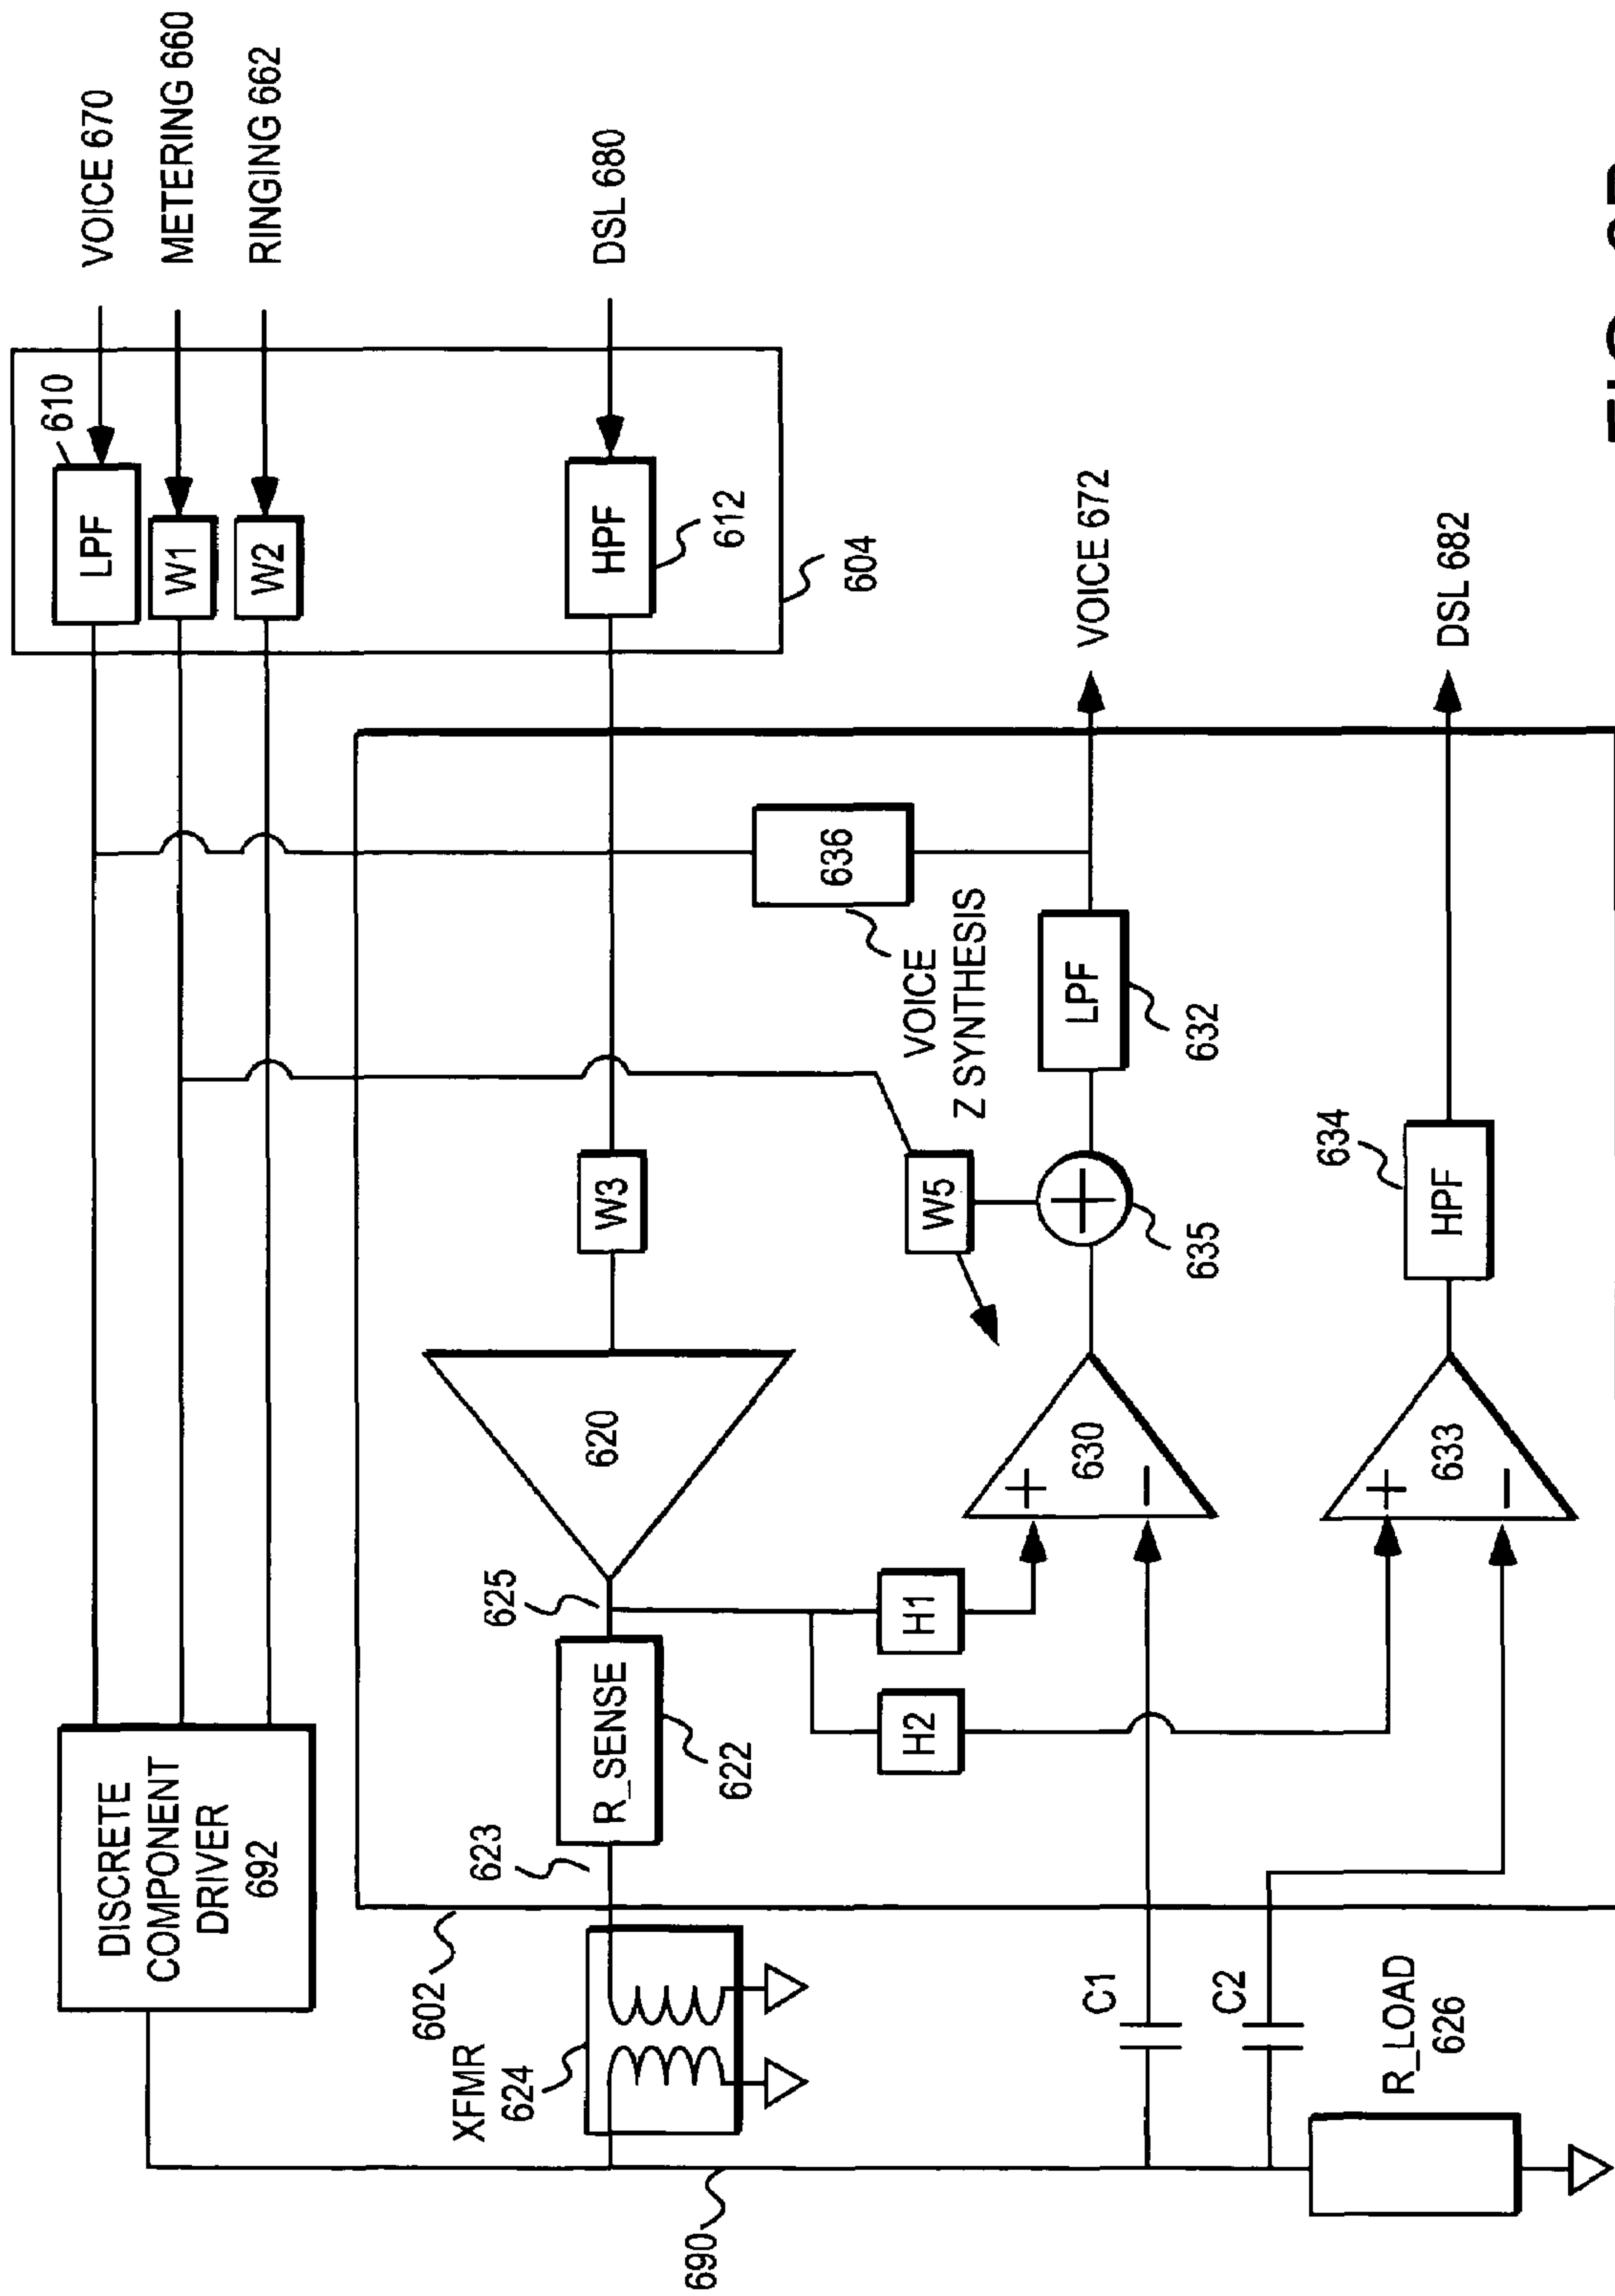 VOICE 670
METERING 660
RINGING 662
DSL 680
610
LPF
W1
W2
HPF
612
604
DISCRETE
COMPONENT
DRIVER
692
602
XFMR
624
623
R_SENSE
622
625
620
W3
636
VOICE
Z SYNTHESIS
W5
H1
H2
+
−
630
+
635
LPF
632
VOICE 672
+
−
633
634
HPF
DSL 682
C1
C2
R_LOAD
626
690